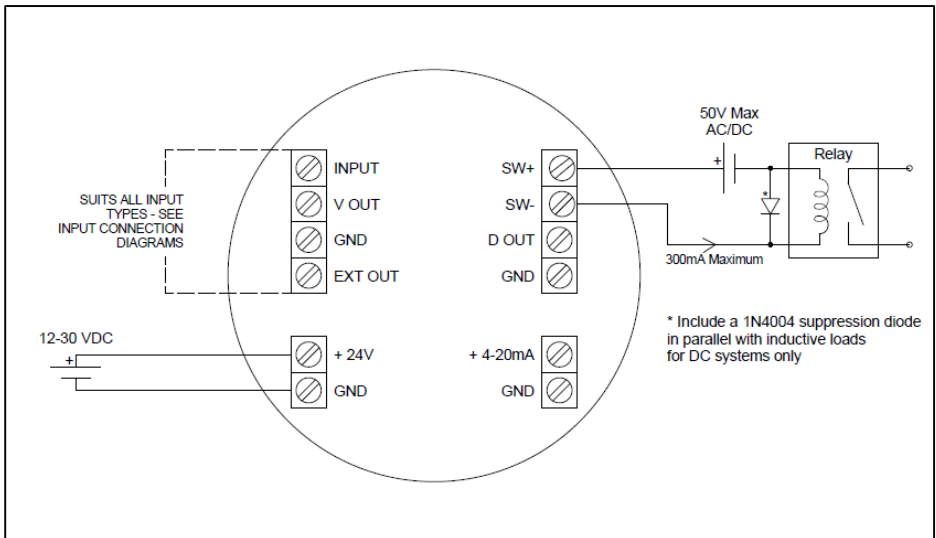 50V Max
AC/DC
+
Relay
INPUT
SW+
SUITS ALL INPUT
TYPES - SEE
INPUT CONNECTION
DIAGRAMS
V OUT
SW-
*
GND
D OUT
300mA Maximum
EXT OUT
GND
* Include a 1N4004 suppression diode
in parallel with inductive loads
for DC systems only
12-30 VDC
+
+ 24V
+ 4-20mA
GND
GND